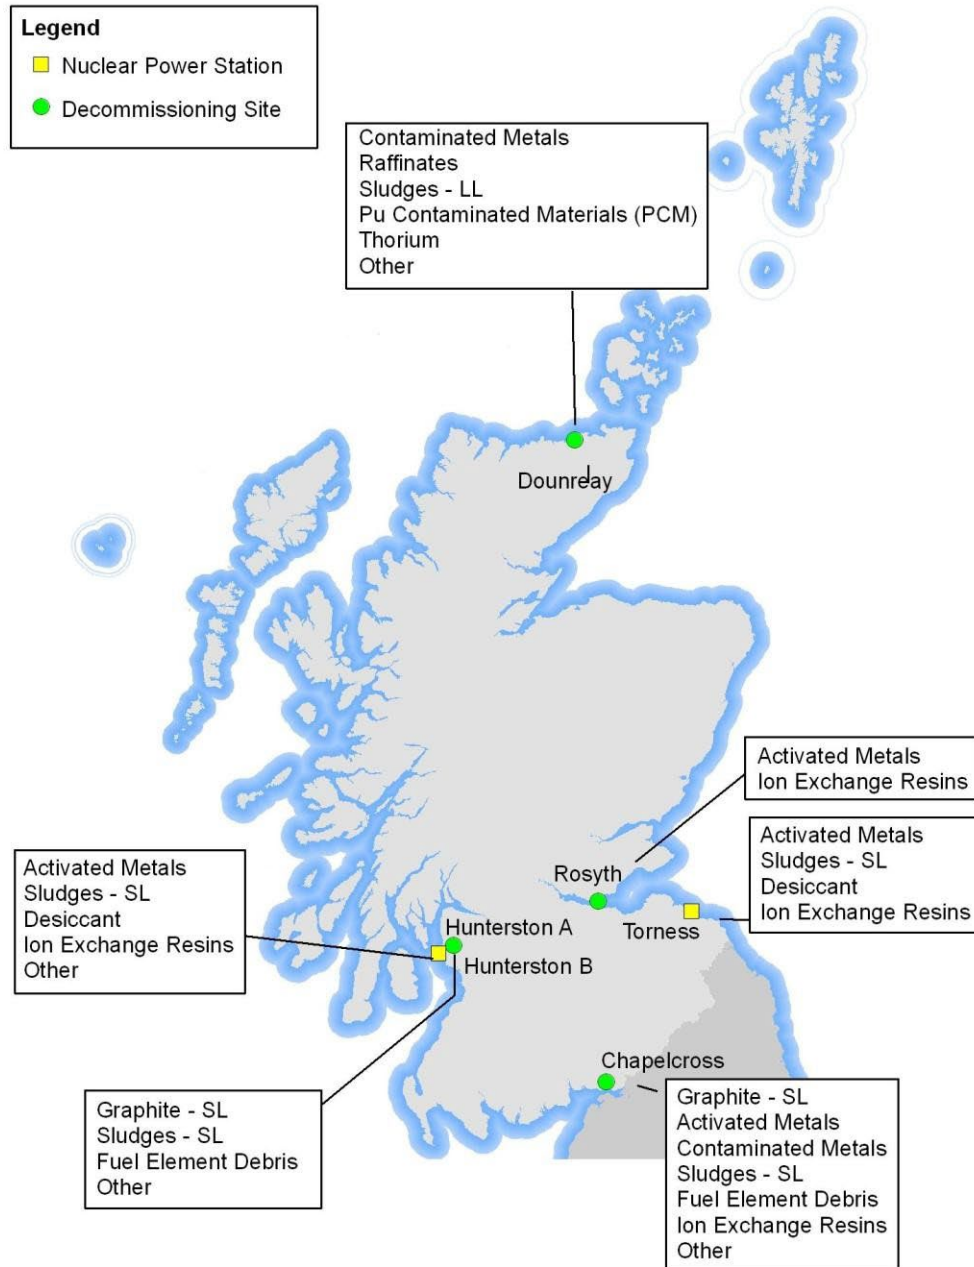 Legend
Nuclear Power Station
Decommissioning Site
Contaminated Metals
Raffinates
Sludges - LL
Pu Contaminated Materials (PCM)
Thorium
Other
Dounreay
Activated Metals
Ion Exchange Resins
Rosyth
Activated Metals
Sludges - SL
Desiccant
Ion Exchange Resins
Torness
Activated Metals
Sludges - SL
Desiccant
Ion Exchange Resins
Other
Hunterston A
Hunterston B
Chapelcross
Graphite - SL
Sludges - SL
Fuel Element Debris
Other
Graphite - SL
Activated Metals
Contaminated Metals
Sludges - SL
Fuel Element Debris
Ion Exchange Resins
Other